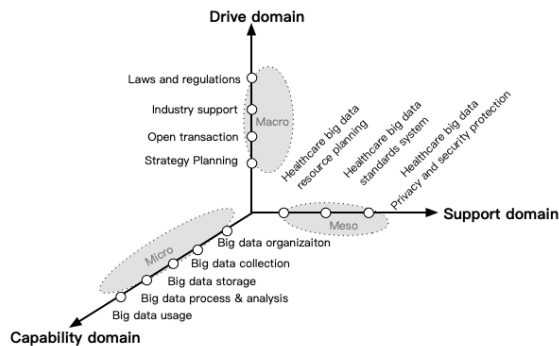 Drive domain
Laws and regulations
Industry support
Macro
Open transaction
Strategy Planning
Healthcare big data
resource planning
Healthcare big data
standards system
Healthcare big data
Privacy and security protection
Support domain
Meso
Micro
Big data organizaiton
Big data collection
Big data storage
Big data process & analysis
Big data usage
Capability domain